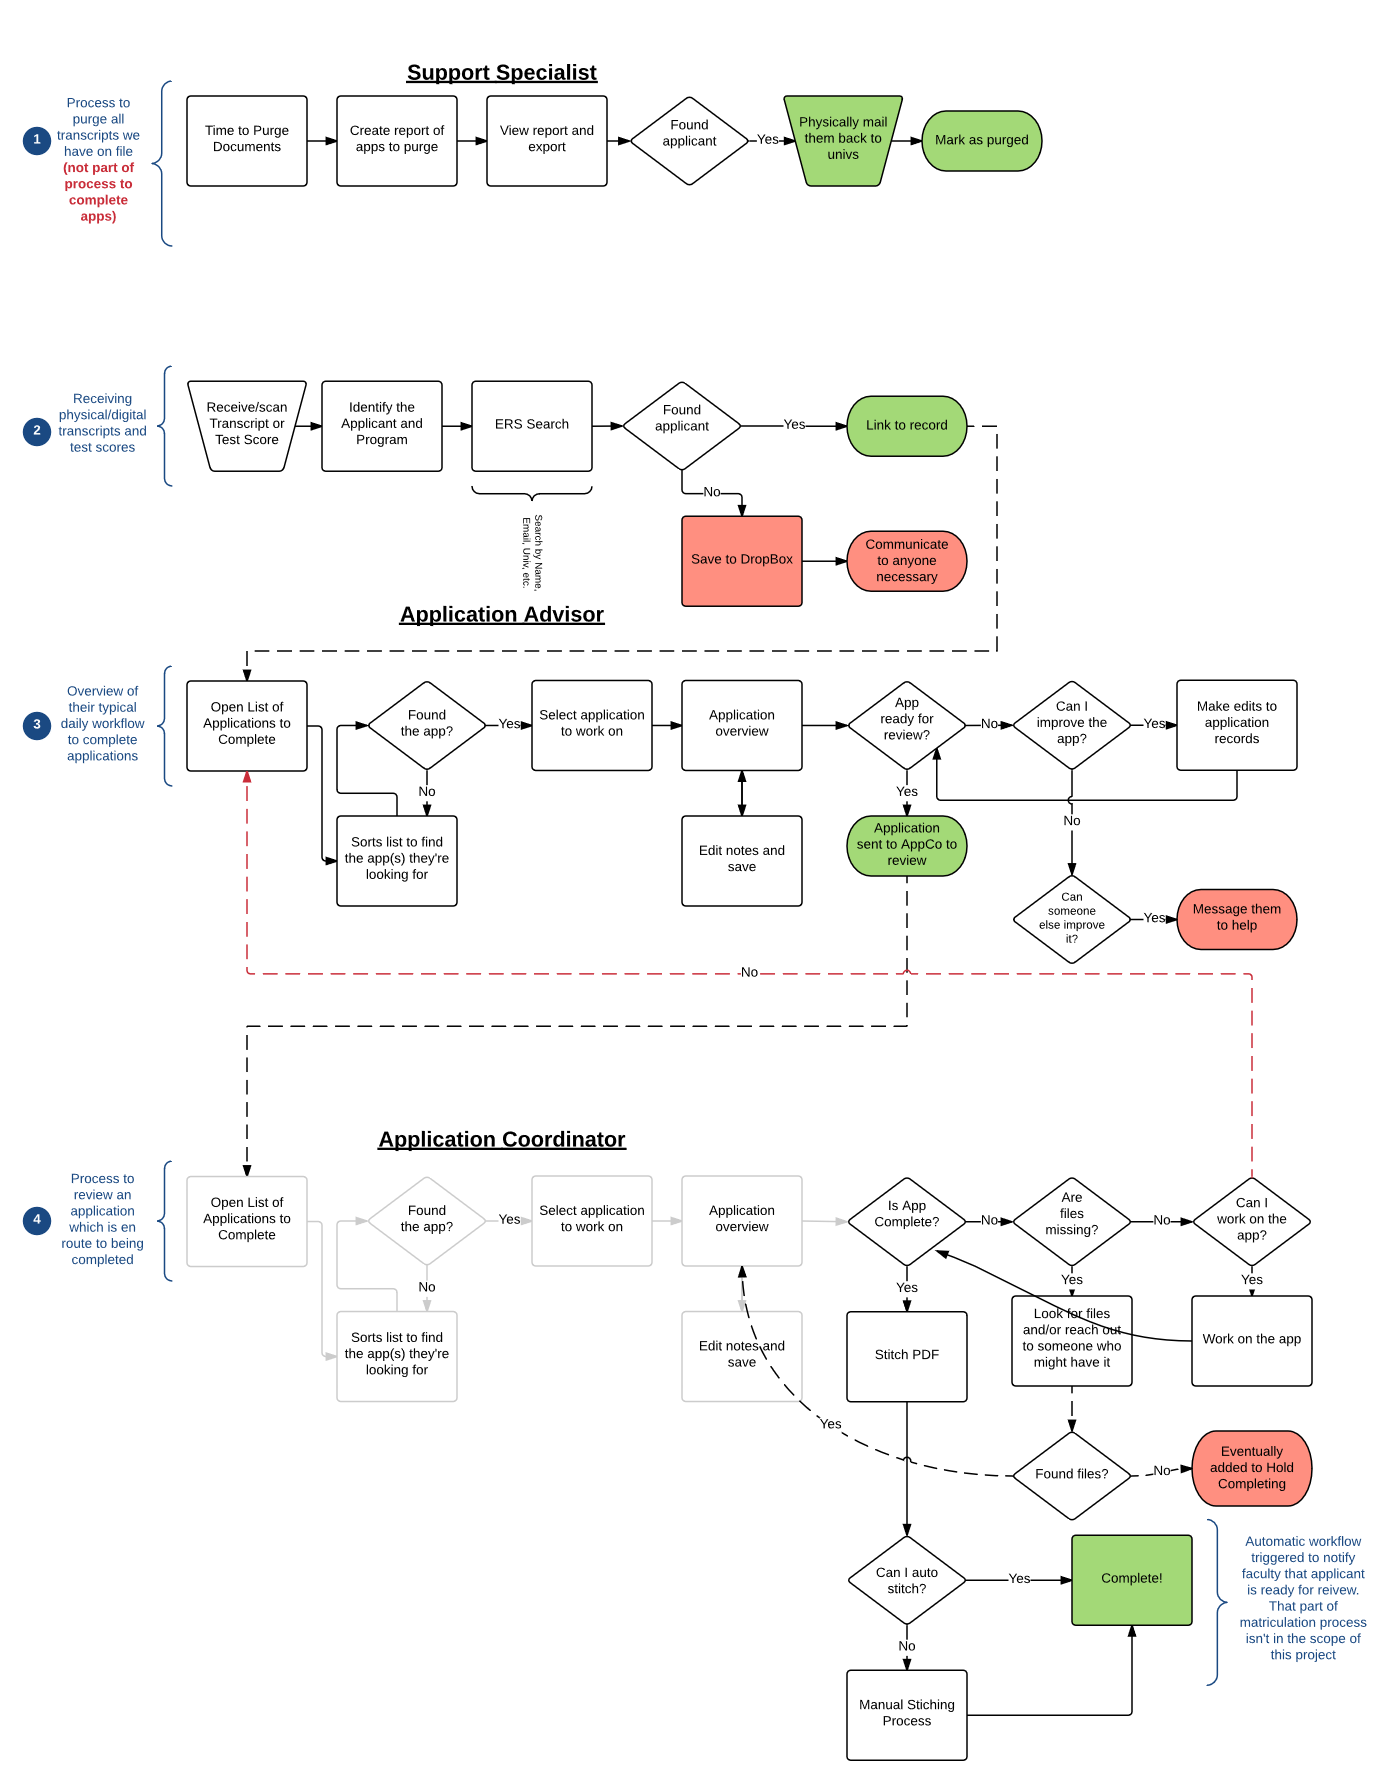 Support Specialist
1
Process to
purge all
transcripts we
have on file
(not part of
process to
complete
apps)
Time to Purge
Documents
Create report of
apps to purge
View report and
export
Found
applicant
Yes
Physically mail
them back to
univs
Mark as purged
2
Receiving
physical/digital
transcripts and
test scores
Receive/scan
Transcript or
Test Score
Identify the
Applicant and
Program
ERS Search
Search by Name,
Email, Univ, etc.
Found
applicant
Yes
Link to record
No
Save to DropBox
Communicate
to anyone
necessary
Application Advisor
3
Overview of
their typical
daily workflow
to complete
applications
Open List of
Applications to
Complete
Found
the app?
Yes
No
Sorts list to find
the app(s) they're
looking for
Select application
to work on
Application
overview
Edit notes and
save
App
ready for
review?
No
Yes
Application
sent to AppCo to
review
Can I
improve the
app?
Yes
Make edits to
application
records
No
Can
someone
else improve
it?
Yes
Message them
to help
No
Application Coordinator
4
Process to
review an
application
which is en
route to being
completed
Open List of
Applications to
Complete
Found
the app?
Yes
No
Sorts list to find
the app(s) they're
looking for
Select application
to work on
Application
overview
Edit notes and
save
Is App
Complete?
No
Yes
Stitch PDF
Are
files
missing?
No
Yes
Look for files
and/or reach out
to someone who
might have it
Can I
work on the
app?
Yes
Work on the app
Yes
Found files?
No
Eventually
added to Hold
Completing
Can I auto
stitch?
Yes
Complete!
No
Manual Stiching
Process
Automatic workflow
triggered to notify
faculty that applicant
is ready for reivew.
That part of
matriculation process
isn't in the scope of
this project